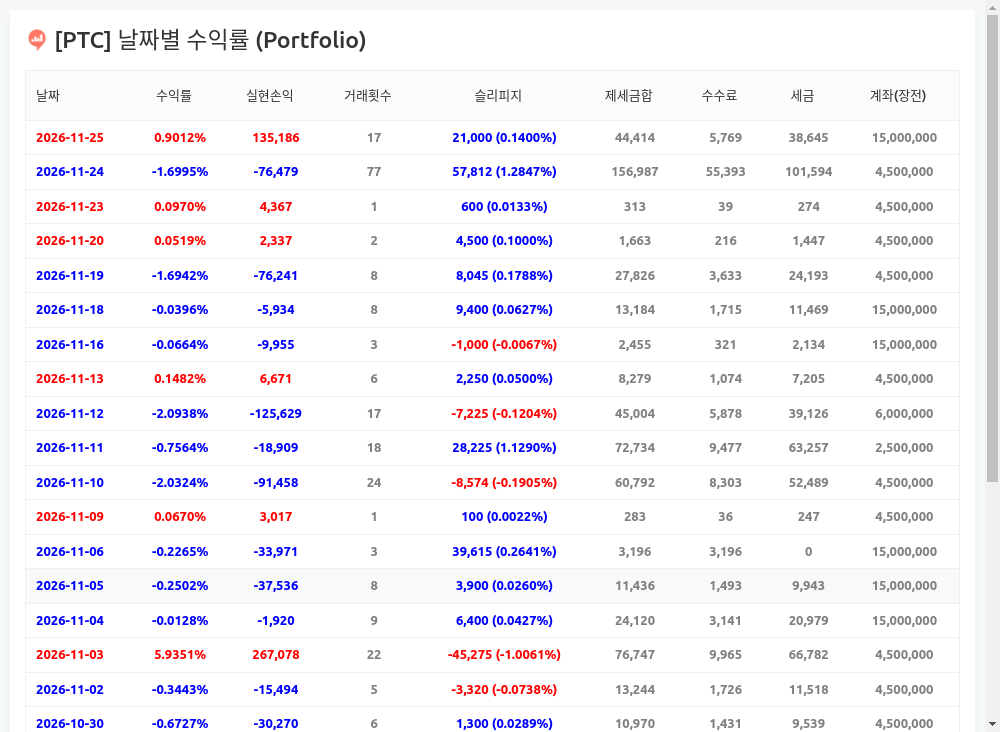 [PTC] 날짜별 수익률 (Portfolio)
날짜 수익률 실현손익 거래횟수 슬리피지 제세금합 수수료 세금 계좌(장전)
2026-11-25 0.9012% 135,186 17 21,000 (0.1400%) 44,414 5,769 38,645 15,000,000
2026-11-24 -1.6995% -76,479 77 57,812 (1.2847%) 156,987 55,393 101,594 4,500,000
2026-11-23 0.0970% 4,367 1 600 (0.0133%) 313 39 274 4,500,000
2026-11-20 0.0519% 2,337 2 4,500 (0.1000%) 1,663 216 1,447 4,500,000
2026-11-19 -1.6942% -76,241 8 8,045 (0.1788%) 27,826 3,633 24,193 4,500,000
2026-11-18 -0.0396% -5,934 8 9,400 (0.0627%) 13,184 1,715 11,469 15,000,000
2026-11-16 -0.0664% -9,955 3 -1,000 (-0.0067%) 2,455 321 2,134 15,000,000
2026-11-13 0.1482% 6,671 6 2,250 (0.0500%) 8,279 1,074 7,205 4,500,000
2026-11-12 -2.0938% -125,629 17 -7,225 (-0.1204%) 45,004 5,878 39,126 6,000,000
2026-11-11 -0.7564% -18,909 18 28,225 (1.1290%) 72,734 9,477 63,257 2,500,000
2026-11-10 -2.0324% -91,458 24 -8,574 (-0.1905%) 60,792 8,303 52,489 4,500,000
2026-11-09 0.0670% 3,017 1 100 (0.0022%) 283 36 247 4,500,000
2026-11-06 -0.2265% -33,971 3 39,615 (0.2641%) 3,196 3,196 0 15,000,000
2026-11-05 -0.2502% -37,536 8 3,900 (0.0260%) 11,436 1,493 9,943 15,000,000
2026-11-04 -0.0128% -1,920 9 6,400 (0.0427%) 24,120 3,141 20,979 15,000,000
2026-11-03 5.9351% 267,078 22 -45,275 (-1.0061%) 76,747 9,965 66,782 4,500,000
2026-11-02 -0.3443% -15,494 5 -3,320 (-0.0738%) 13,244 1,726 11,518 4,500,000
2026-10-30 -0.6727% -30,270 6 1,300 (0.0289%) 10,970 1,431 9,539 4,500,000